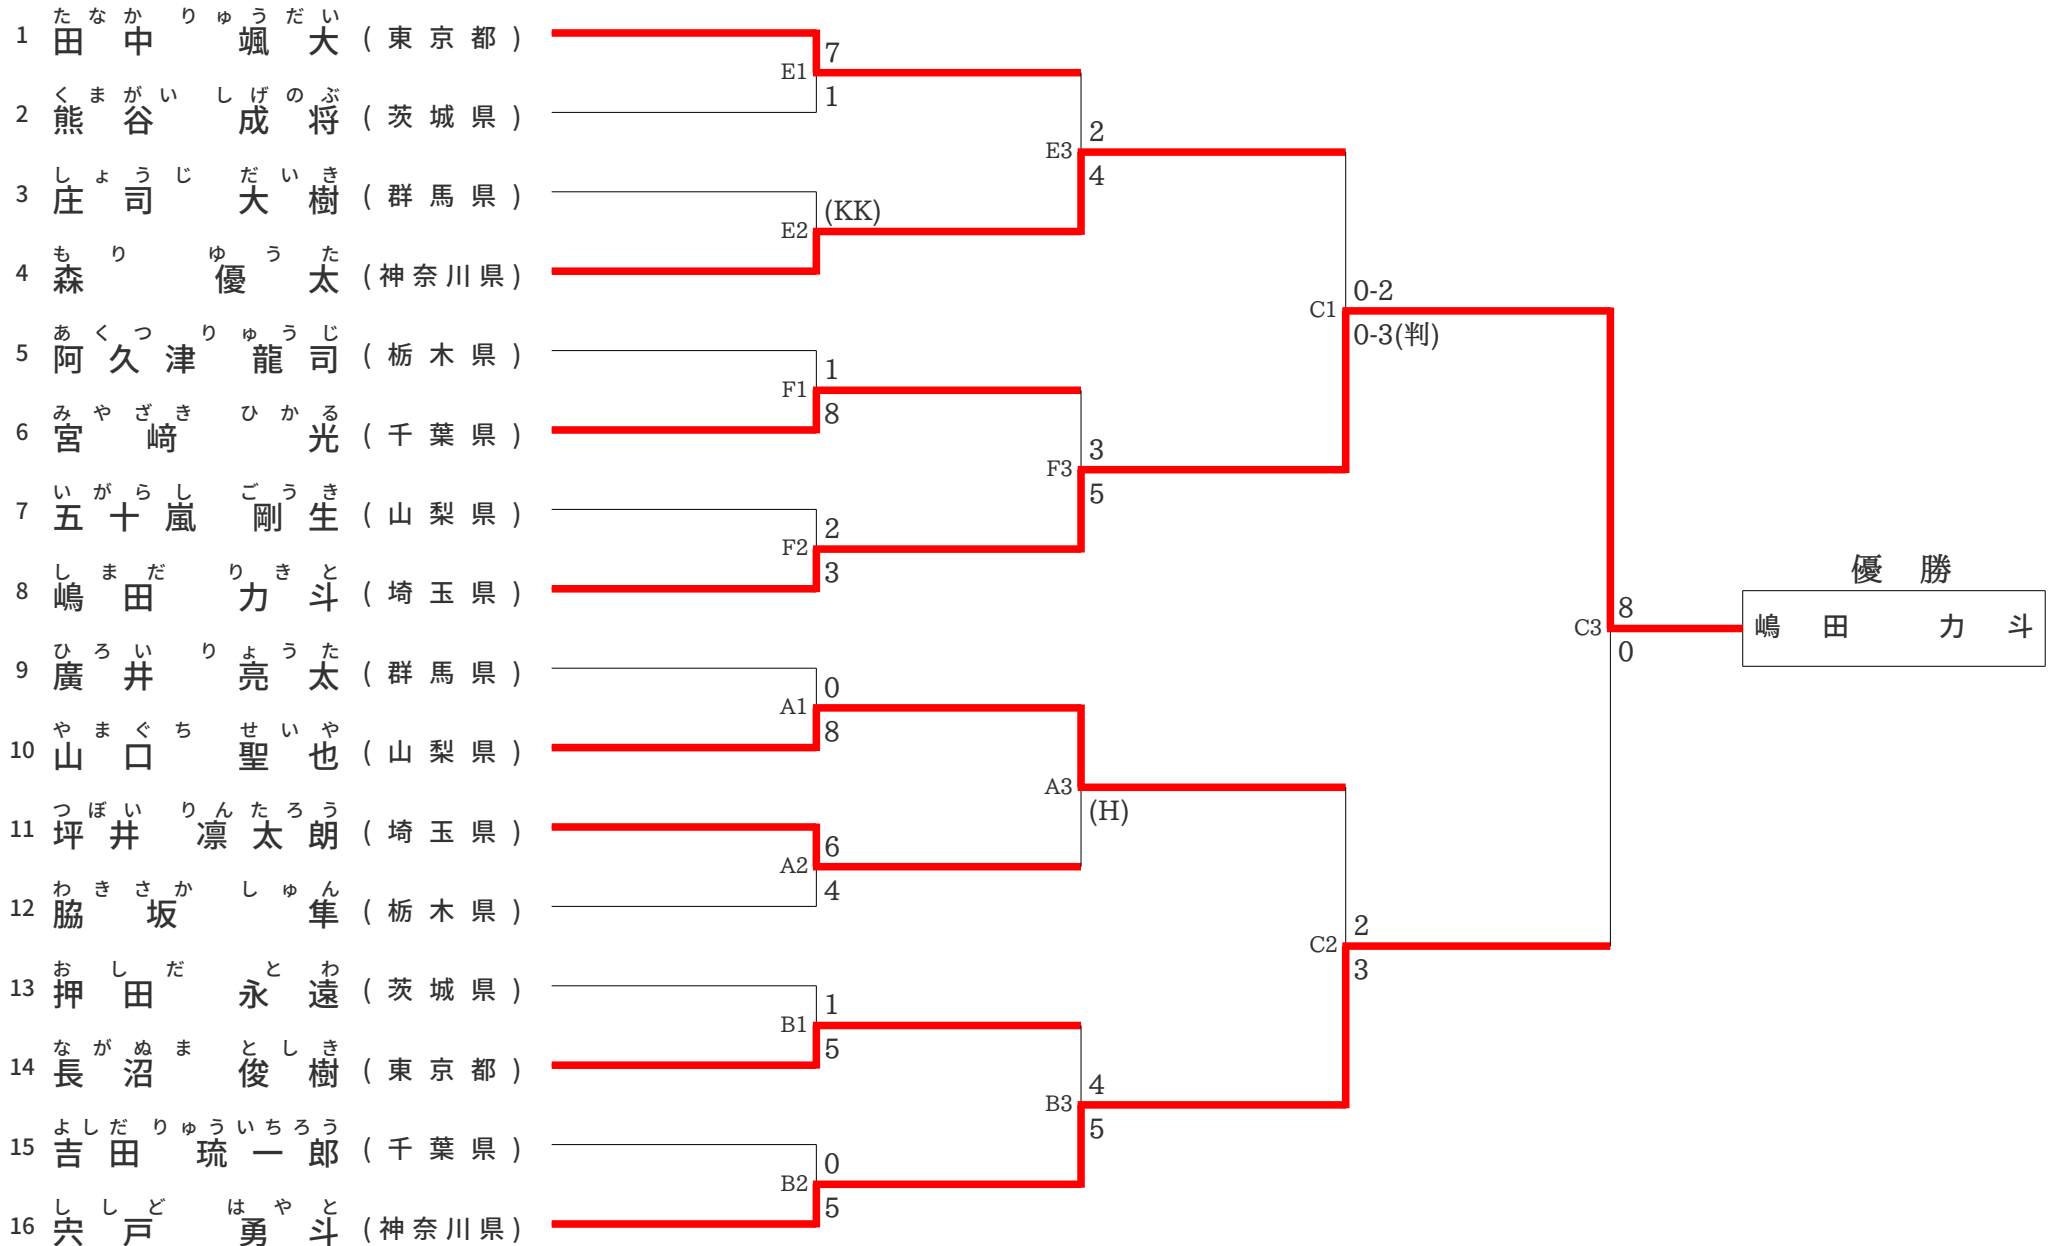 たなか りゅうだい
1 田中 颯大 (東京都)
7
E1
1
くまがい しげのぶ
2 熊谷 成将 (茨城県)
2
E3
4
しょうじ だいき
3 庄司 大樹 (群馬県)
(KK)
E2
もり ゆうた
4 森 優太 (神奈川県)
0-2
C1
0-3(判)
あくつ りゅうじ
5 阿久津 龍司 (栃木県)
1
F1
8
みやざき ひかる
6 宮﨑 光 (千葉県)
3
F3
5
いがらし ごうき
7 五十嵐 剛生 (山梨県)
2
F2
3
しまだ りきと
8 嶋田 力斗 (埼玉県)
優勝
8
C3
0
嶋田 力斗
ひろい りょうた
9 廣井 亮太 (群馬県)
0
A1
8
やまぐち せいや
10 山口 聖也 (山梨県)
A3
(H)
つぼい りんたろう
11 坪井 凛太朗 (埼玉県)
6
A2
4
わきさか しゅん
12 脇坂 隼 (栃木県)
2
C2
3
おしだ とわ
13 押田 永遠 (茨城県)
1
B1
5
ながぬま としき
14 長沼 俊樹 (東京都)
4
B3
5
よしだ りゅういちろう
15 吉田 琉一郎 (千葉県)
0
B2
5
ししど はやと
16 宍戸 勇斗 (神奈川県)